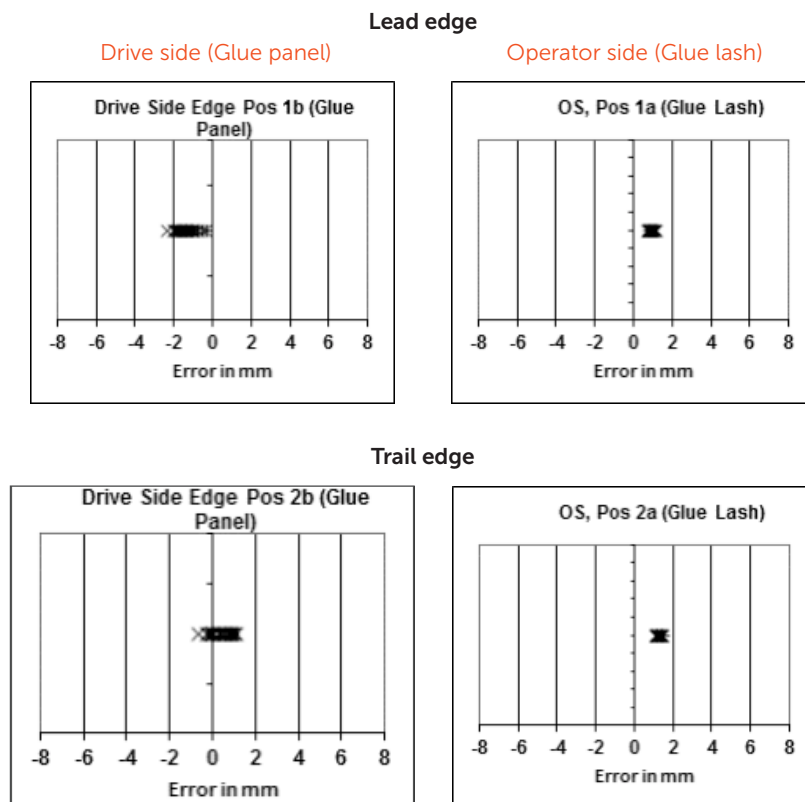 Lead edge
Drive side (Glue panel)
Operator side (Glue lash)
Drive Side Edge Pos 1b (Glue
Panel)
-8 -6 -4 -2 0 2 4 6 8
Error in mm
OS, Pos 1a (Glue Lash)
-8 -6 -4 -2 0 2 4 6 8
Error in mm
Trail edge
Drive Side Edge Pos 2b (Glue
Panel)
-8 -6 -4 -2 0 2 4 6 8
Error in mm
OS, Pos 2a (Glue Lash)
-8 -6 -4 -2 0 2 4 6 8
Error in mm